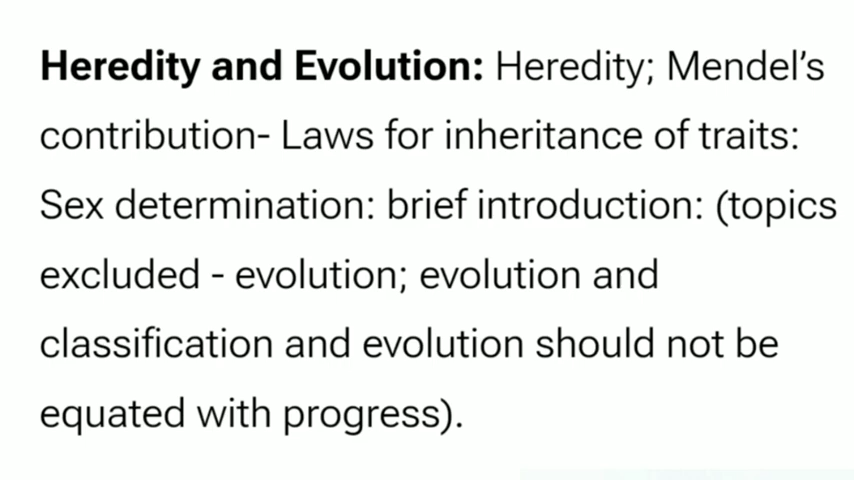 Heredity and Evolution: Heredity; Mendel’s
contribution- Laws for inheritance of traits:
Sex determination: brief introduction: (topics
excluded - evolution; evolution and
classification and evolution should not be
equated with progress).